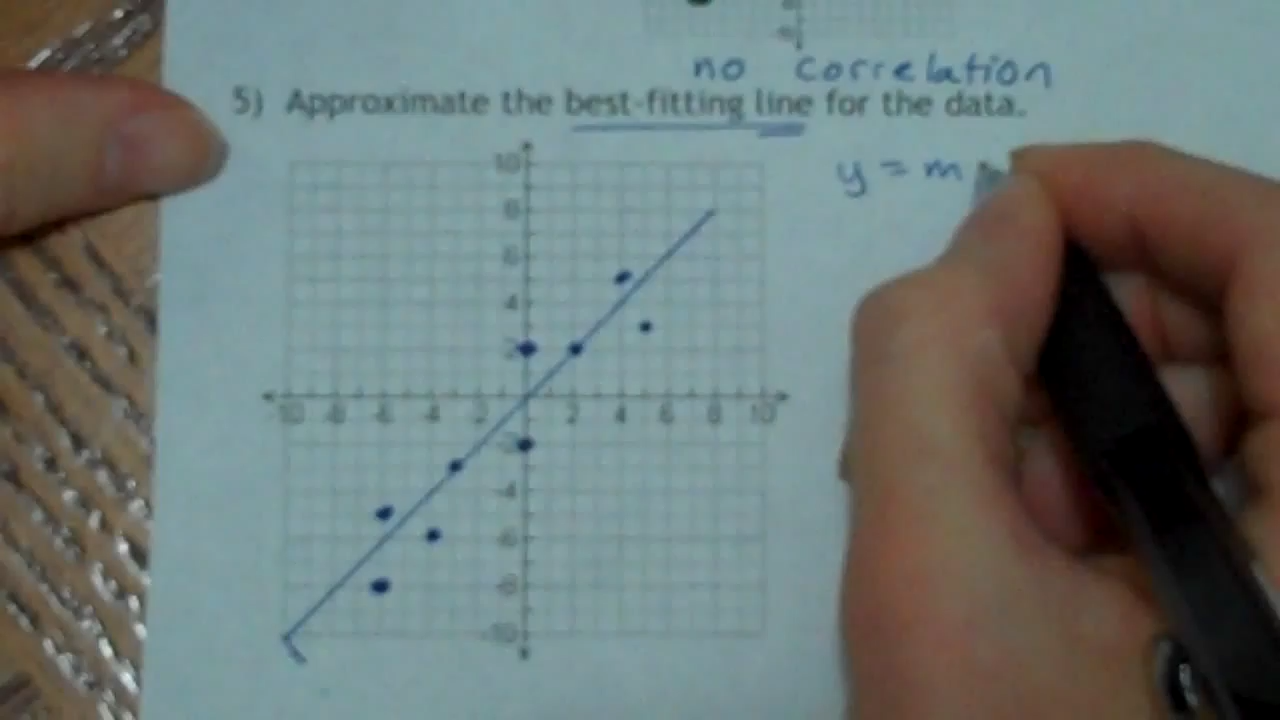 no correlation
5) Approximate the best-fitting line for the data.
y = m
10
8
6
4
2
-10 -8 -6 -4 -2 2 4 6 8 10
-2
-4
-6
-8
-10